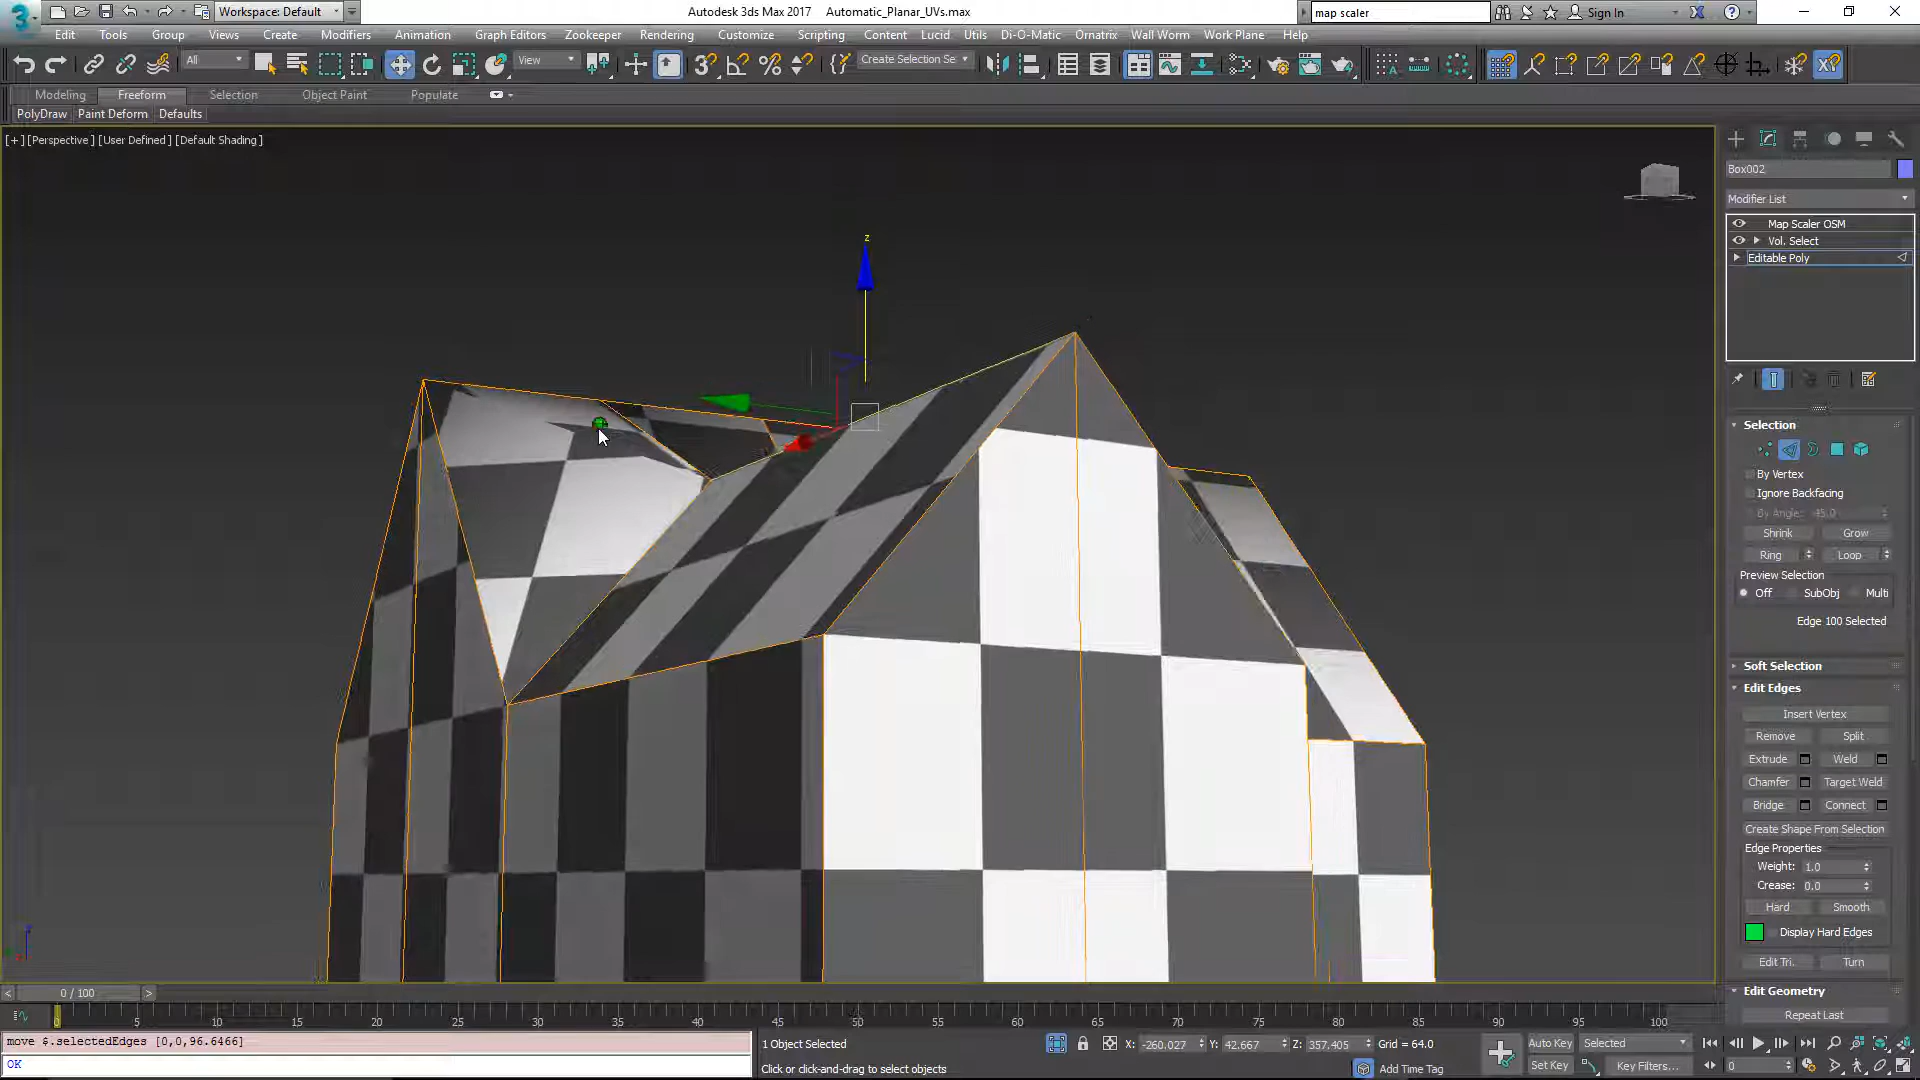 Workspace: Default
Autodesk 3ds Max 2017 Automatic_Planar_UVs.max
map scaler
Sign In
Edit Tools Group Views Create Modifiers Animation Graph Editors Zookeeper Rendering Customize Scripting Content Lucid Utils Di-O-Matic Ornatrix Wall Worm Work Plane Help
All View Create Selection Se
Modeling Freeform Selection Object Paint Populate
PolyDraw Paint Deform Defaults
[+] [Perspective] [User Defined] [Default Shading]
z
Box002
Modifier List
Map Scaler OSM
Vol. Select
Editable Poly
Selection
By Vertex
Ignore Backfacing
By Angle: 45.0
Shrink Grow
Ring Loop
Preview Selection
Off SubObj Multi
Edge 100 Selected
Soft Selection
Edit Edges
Insert Vertex
Remove Split
Extrude Weld
Chamfer Target Weld
Bridge Connect
Create Shape From Selection
Edge Properties
Weight: 1.0
Crease: 0.0
Hard Smooth
Display Hard Edges
Edit Tri. Turn
Edit Geometry
Repeat Last
0 / 100
5 10 15 20 25 30 35 40 45 50 55 60 65 70 75 80 85 90 95 100
move $.selectedEdges [0,0,96.6466]
OK
1 Object Selected
Click or click-and-drag to select objects
X: -260.027 Y: 42.667 Z: 357.405 Grid = 64.0
Add Time Tag
Auto Key Selected
Set Key Key Filters...
0